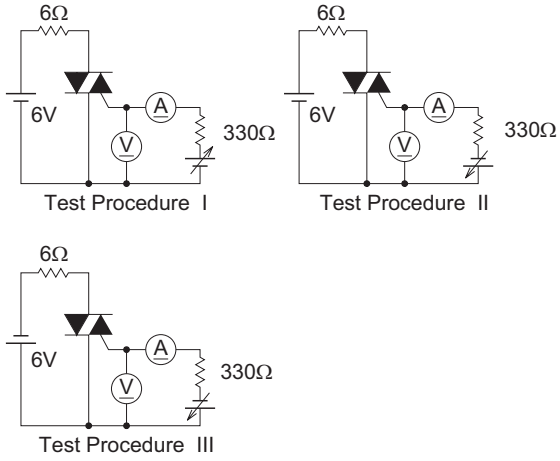 6Ω
6V
A
V
330Ω
Test Procedure I
6Ω
6V
A
V
330Ω
Test Procedure II
6Ω
6V
A
V
330Ω
Test Procedure III